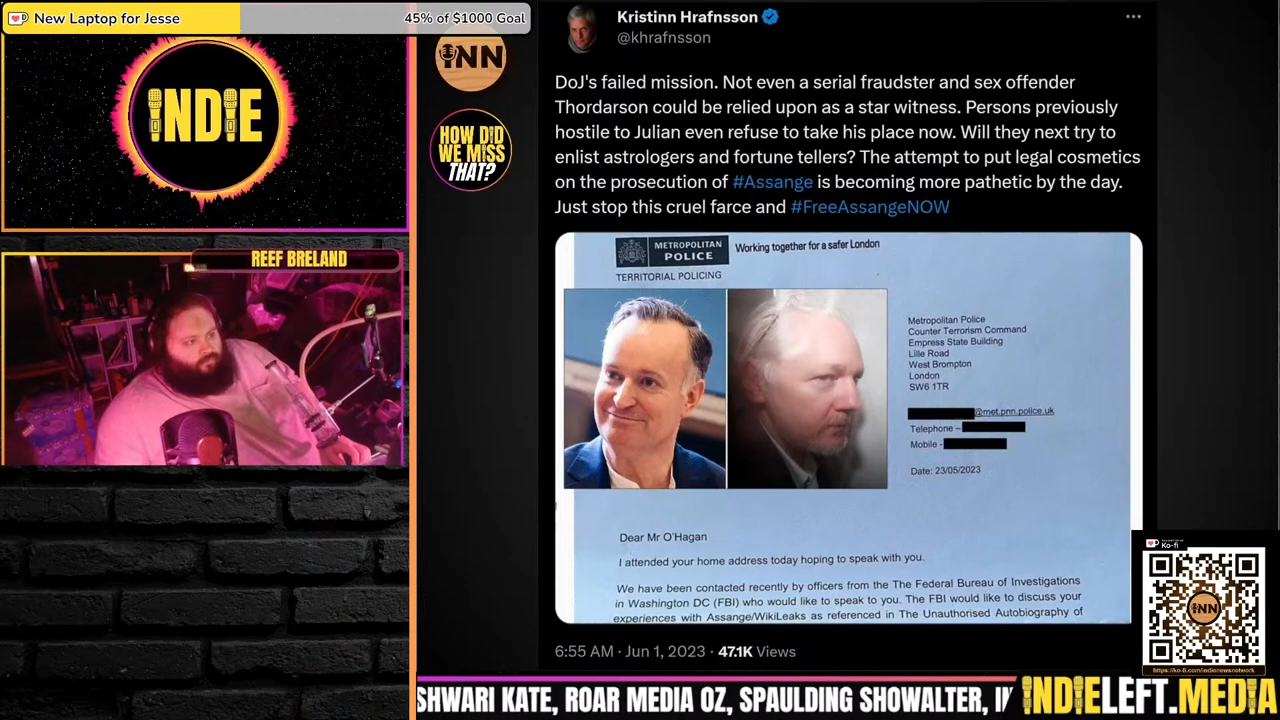 New Laptop for Jesse
45% of $1000 Goal
INDIE
REEF BRELAND
INN
HOW DID
WE MISS
THAT?
Kristinn Hrafnsson
@khrafnsson
DoJ's failed mission. Not even a serial fraudster and sex offender
Thordarson could be relied upon as a star witness. Persons previously
hostile to Julian even refuse to take his place now. Will they next try to
enlist astrologers and fortune tellers? The attempt to put legal cosmetics
on the prosecution of #Assange is becoming more pathetic by the day.
Just stop this cruel farce and #FreeAssangeNOW
METROPOLITAN
POLICE
Working together for a safer London
TERRITORIAL POLICING
Metropolitan Police
Counter Terrorism Command
Empress State Building
Lille Road
West Brompton
London
SW6 1TR
@met.pnn.police.uk
Telephone –
Mobile -
Date: 23/05/2023
Dear Mr O'Hagan
I attended your home address today hoping to speak with you.
We have been contacted recently by officers from the The Federal Bureau of Investigations
in Washington DC (FBI) who would like to speak to you. The FBI would like to discuss your
experiences with Assange/WikiLeaks as referenced in The Unauthorised Autobiography of
6:55 AM · Jun 1, 2023 · 47.1K Views
Ko-fi
INN
https://ko-fi.com/indienewsnetwork
SHWARI KATE, ROAR MEDIA OZ, SPAULDING SHOWALTER,
INDIELEFT.MEDIA